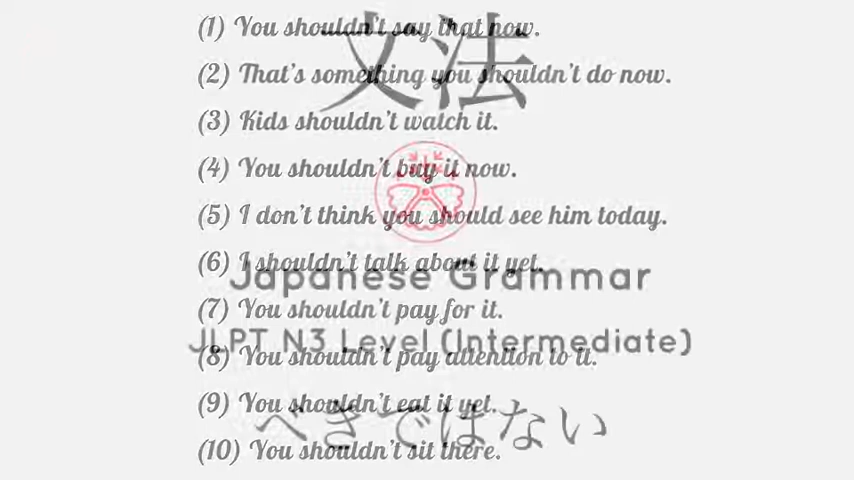 文法
(1) You shouldn't say that now.
(2) That's something you shouldn't do now.
(3) Kids shouldn't watch it.
(4) You shouldn't buy it now.
(5) I don't think you should see him today.
(6) I shouldn't talk about it yet.
Japanese Grammar
(7) You shouldn't pay for it.
JLPT N3 Level (Intermediate)
(8) You shouldn't pay attention to it.
(9) You shouldn't eat it yet.
べきではない
(10) You shouldn't sit there.